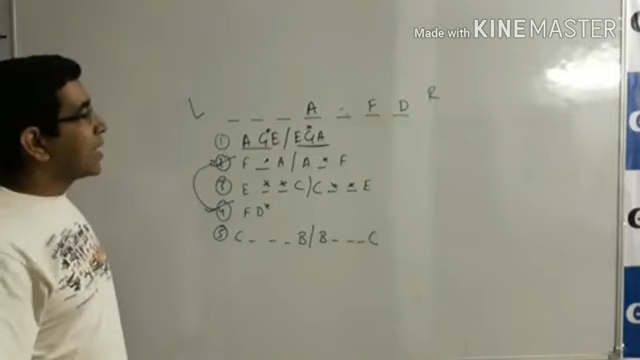 Made with KINEMASTER
L _ _ _ A _ F D R
① A G* E / E G* A
② F _ A / A _* F
③ E _* _* C / C _* _* E
④ F D*
⑤ C _ _ _ B / B _ _ _ C